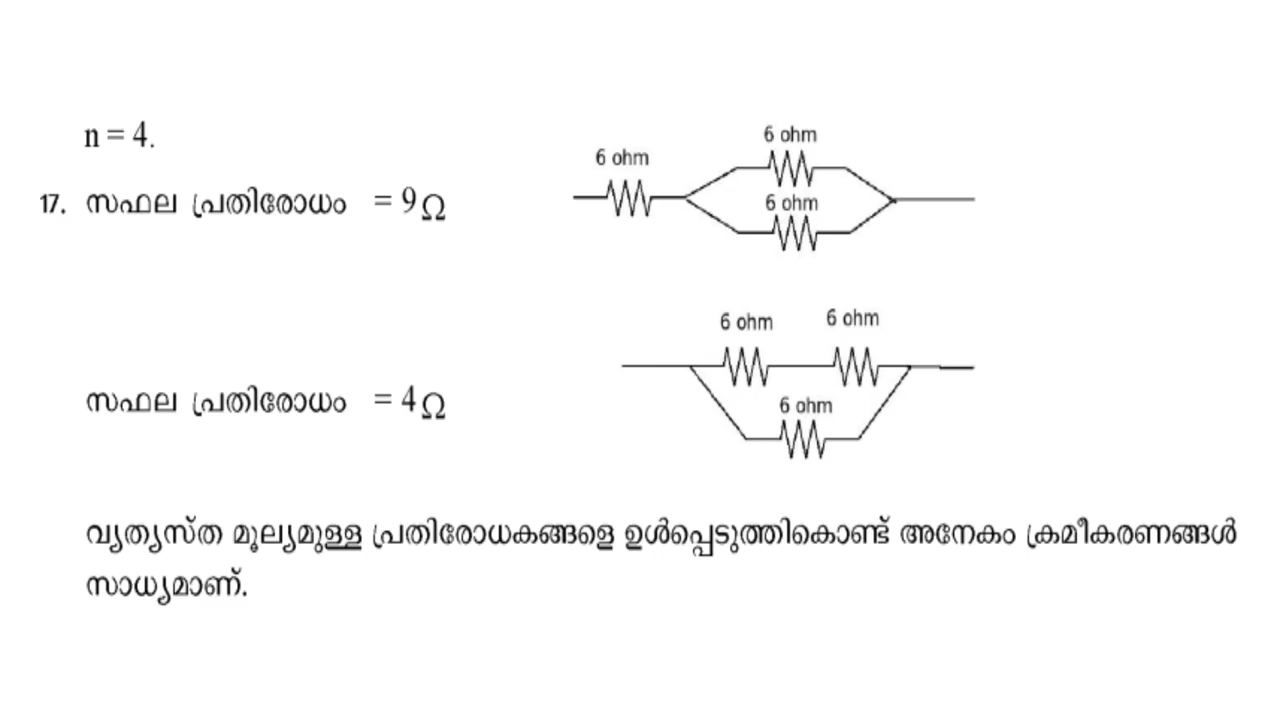 n = 4.
6 ohm
6 ohm
17. സഫല പ്രതിരോധം = 9 Ω
6 ohm
6 ohm
6 ohm
സഫല പ്രതിരോധം = 4 Ω
6 ohm
വ്യത്യസ്ത മൂല്യമുള്ള പ്രതിരോധകങ്ങളെ ഉൾപ്പെടുത്തികൊണ്ട് അനേകം ക്രമീകരണങ്ങൾ
സാധ്യമാണ്.